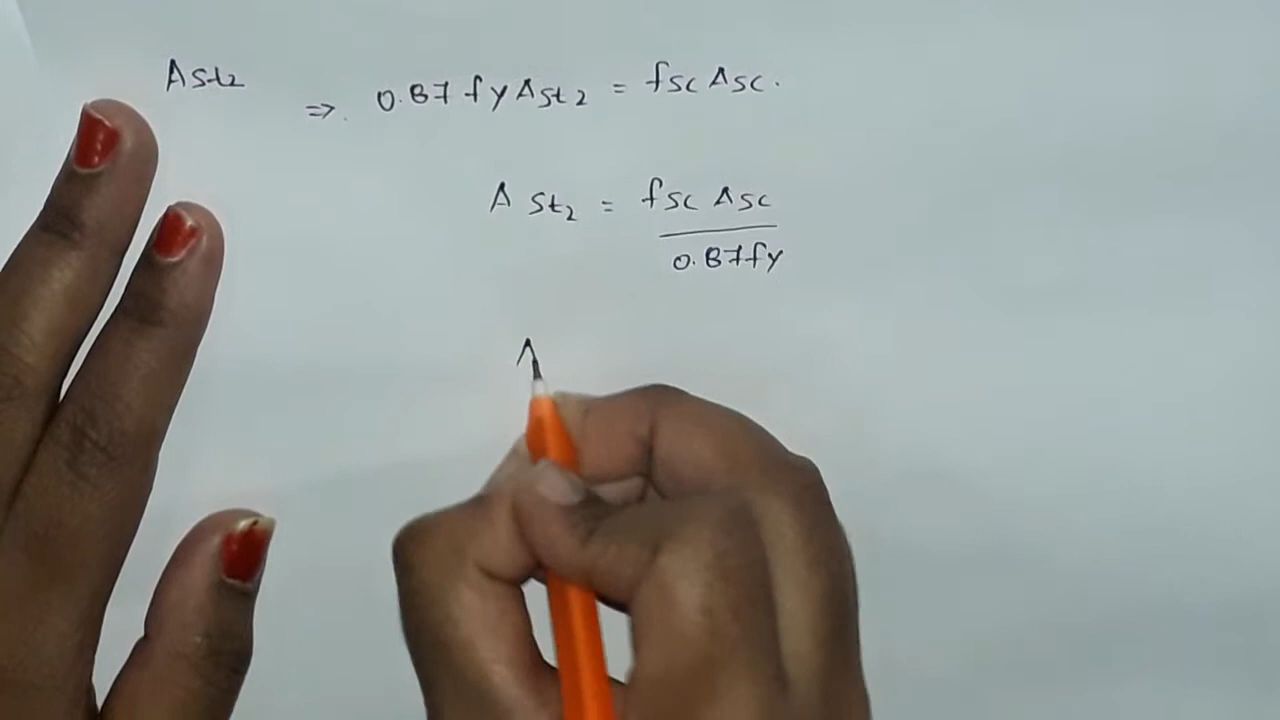 Ast2
⇒ 0.87 fy Ast2 = fsc Asc.
Ast2 = fsc Asc
0.87fy
A